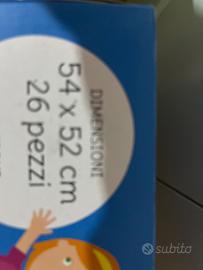 DIMENSIONI
54 x 52 cm
26 pezzi
subito